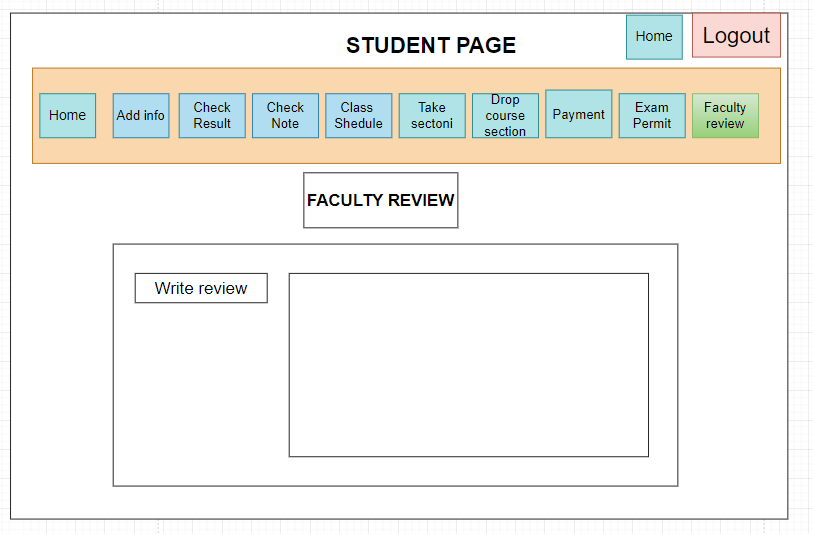 STUDENT PAGE
Home
Logout
Home
Add info
Check
Result
Check
Note
Class
Shedule
Take
sectoni
Drop
course
section
Payment
Exam
Permit
Faculty
review
FACULTY REVIEW
Write review